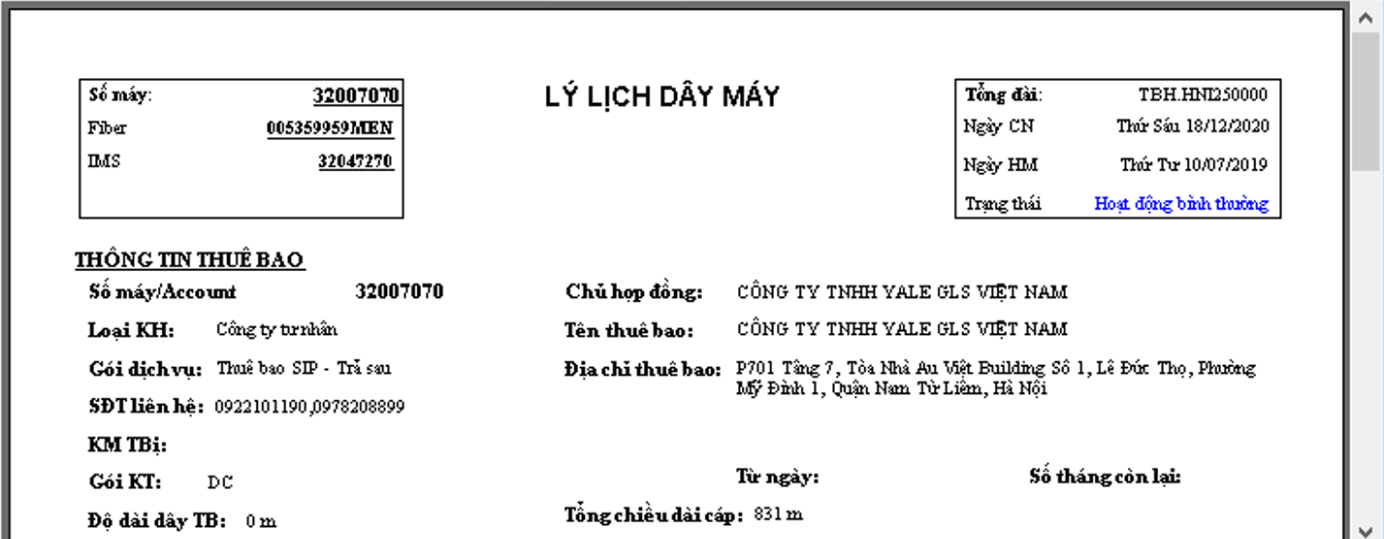 Số máy: 32007070
Fiber 005359959MEN
IMS 32047270
LÝ LỊCH DÂY MÁY
Tổng đài: TBH.HNI250000
Ngày CN Thứ Sáu 18/12/2020
Ngày HM Thứ Tư 10/07/2019
Trạng thái Hoạt động bình thường
THÔNG TIN THUÊ BAO
Số máy/Account 32007070 Chủ hợp đồng: CÔNG TY TNHH YALE GLS VIỆT NAM
Loại KH: Công ty tư nhân Tên thuê bao: CÔNG TY TNHH YALE GLS VIỆT NAM
Gói dịch vụ: Thuê bao SIP - Trả sau Địa chỉ thuê bao: P701 Tầng 7, Tòa Nhà Au Việt Building Số 1, Lê Đức Thọ, Phường
Mỹ Đình 1, Quận Nam Từ Liêm, Hà Nội
SĐT liên hệ: 0922101190,0978208899
KM TBị:
Gói KT: DC Từ ngày: Số tháng còn lại:
Độ dài dây TB: 0 m Tổng chiều dài cáp: 831 m